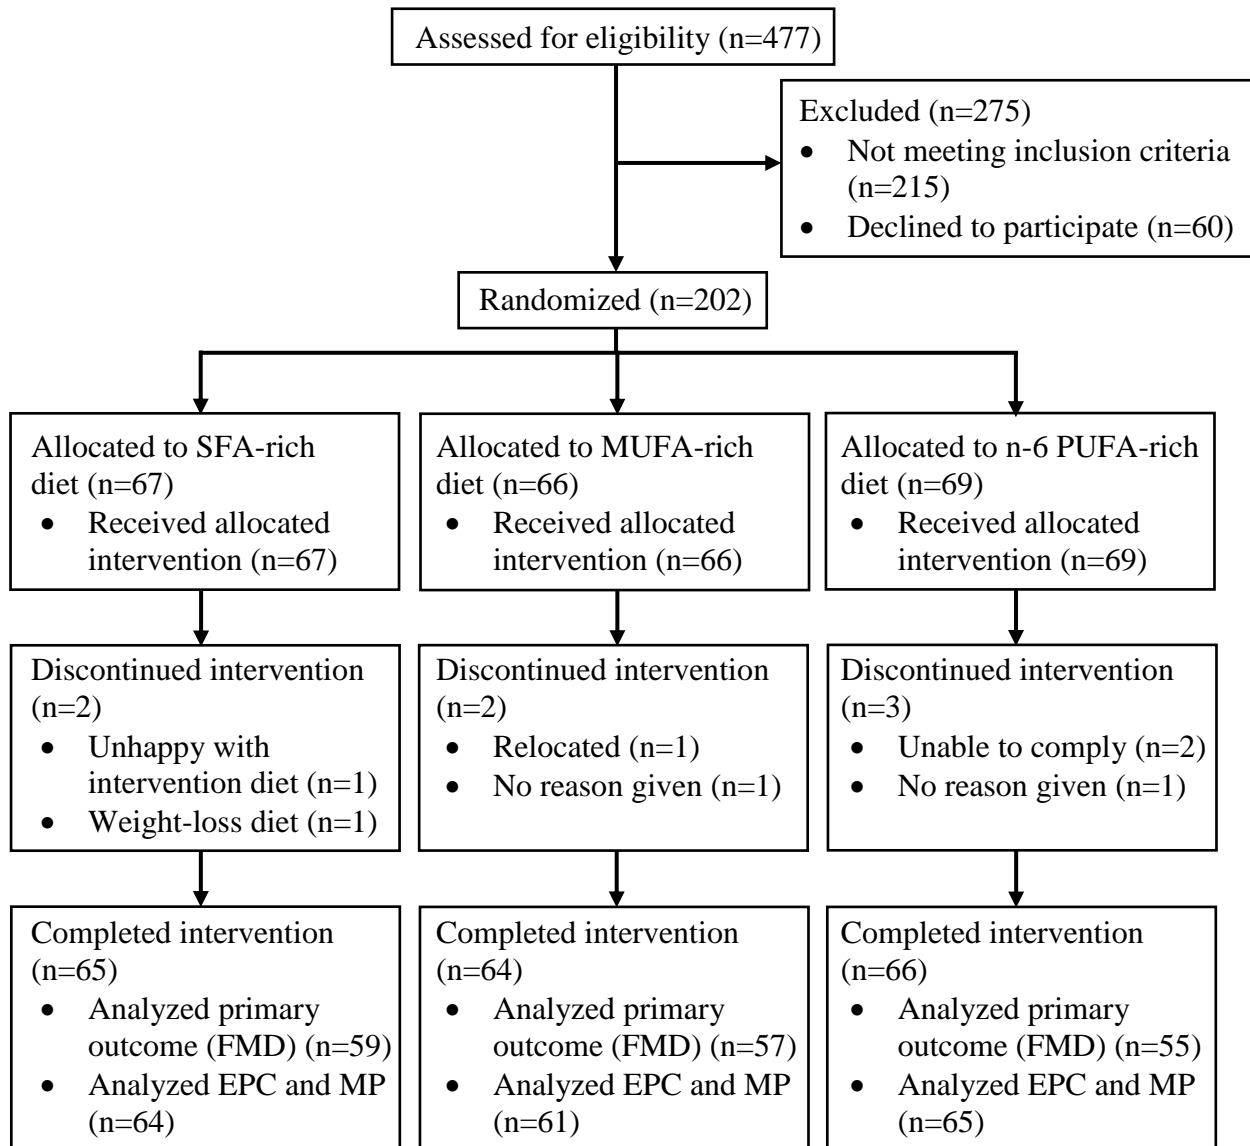 Assessed for eligibility (n=477)
Excluded (n=275)
• Not meeting inclusion criteria
(n=215)
• Declined to participate (n=60)
Randomized (n=202)
Allocated to SFA-rich
diet (n=67)
• Received allocated
intervention (n=67)
Allocated to MUFA-rich
diet (n=66)
• Received allocated
intervention (n=66)
Allocated to n-6 PUFA-rich
diet (n=69)
• Received allocated
intervention (n=69)
Discontinued intervention
(n=2)
• Unhappy with
intervention diet (n=1)
• Weight-loss diet (n=1)
Discontinued intervention
(n=2)
• Relocated (n=1)
• No reason given (n=1)
Discontinued intervention
(n=3)
• Unable to comply (n=2)
• No reason given (n=1)
Completed intervention
(n=65)
• Analyzed primary
outcome (FMD) (n=59)
• Analyzed EPC and MP
(n=64)
Completed intervention
(n=64)
• Analyzed primary
outcome (FMD) (n=57)
• Analyzed EPC and MP
(n=61)
Completed intervention
(n=66)
• Analyzed primary
outcome (FMD) (n=55)
• Analyzed EPC and MP
(n=65)